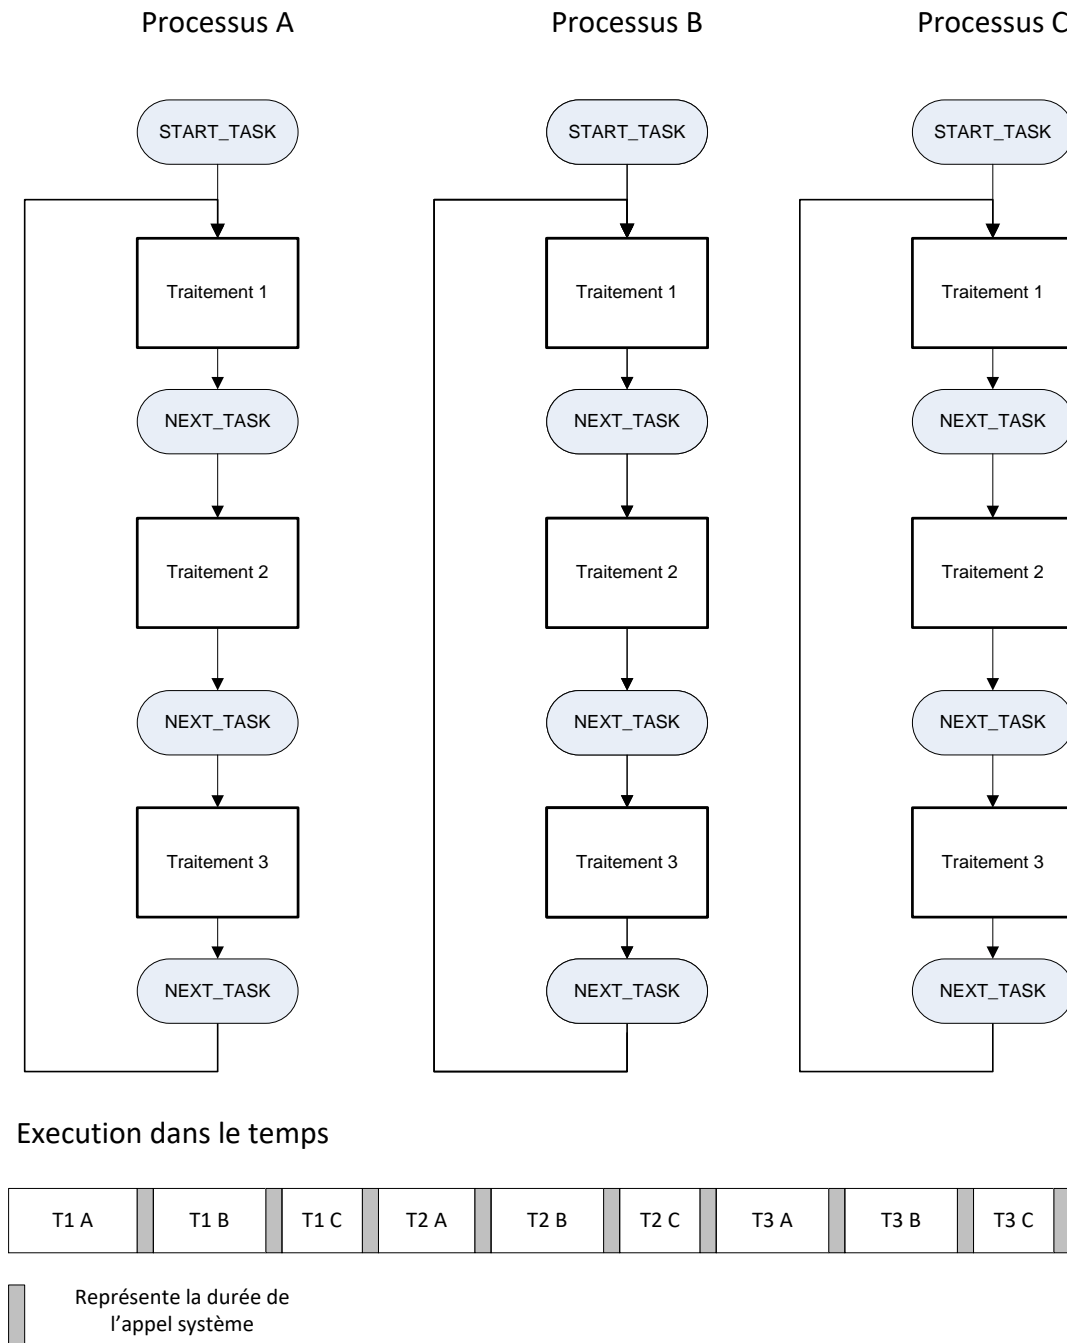 Processus A
Processus B
Processus C
START_TASK
START_TASK
START_TASK
Traitement 1
Traitement 1
Traitement 1
NEXT_TASK
NEXT_TASK
NEXT_TASK
Traitement 2
Traitement 2
Traitement 2
NEXT_TASK
NEXT_TASK
NEXT_TASK
Traitement 3
Traitement 3
Traitement 3
NEXT_TASK
NEXT_TASK
NEXT_TASK
Execution dans le temps
T1 A
T1 B
T1 C
T2 A
T2 B
T2 C
T3 A
T3 B
T3 C
Représente la durée de
l'appel système